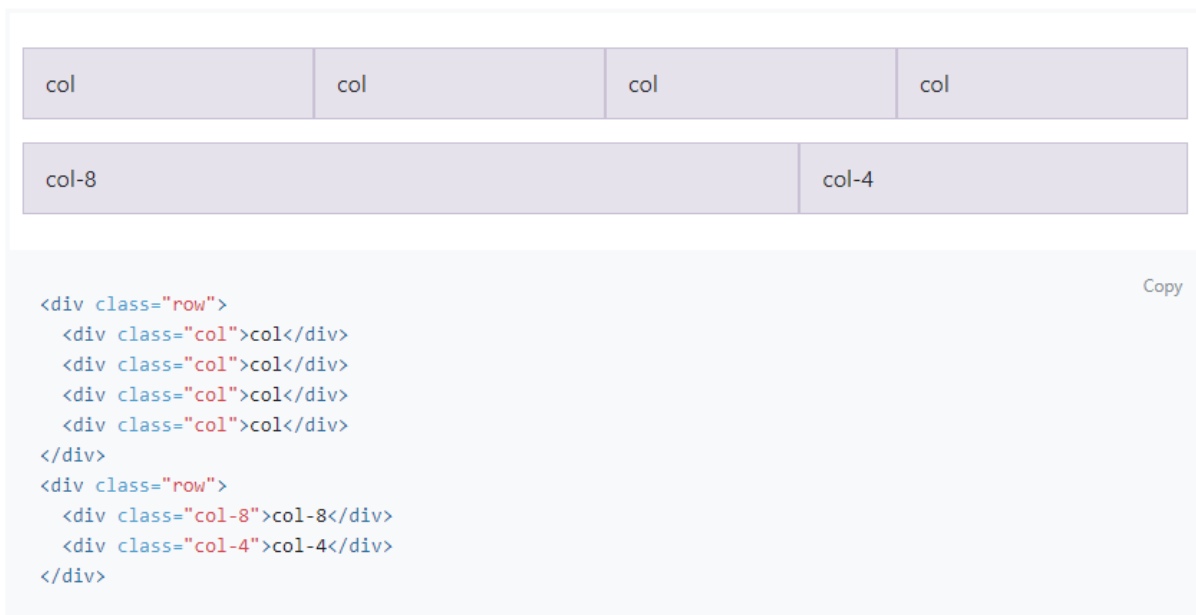 col col col col
col-8 col-4
Copy
<div class="row">
  <div class="col">col</div>
  <div class="col">col</div>
  <div class="col">col</div>
  <div class="col">col</div>
</div>
<div class="row">
  <div class="col-8">col-8</div>
  <div class="col-4">col-4</div>
</div>